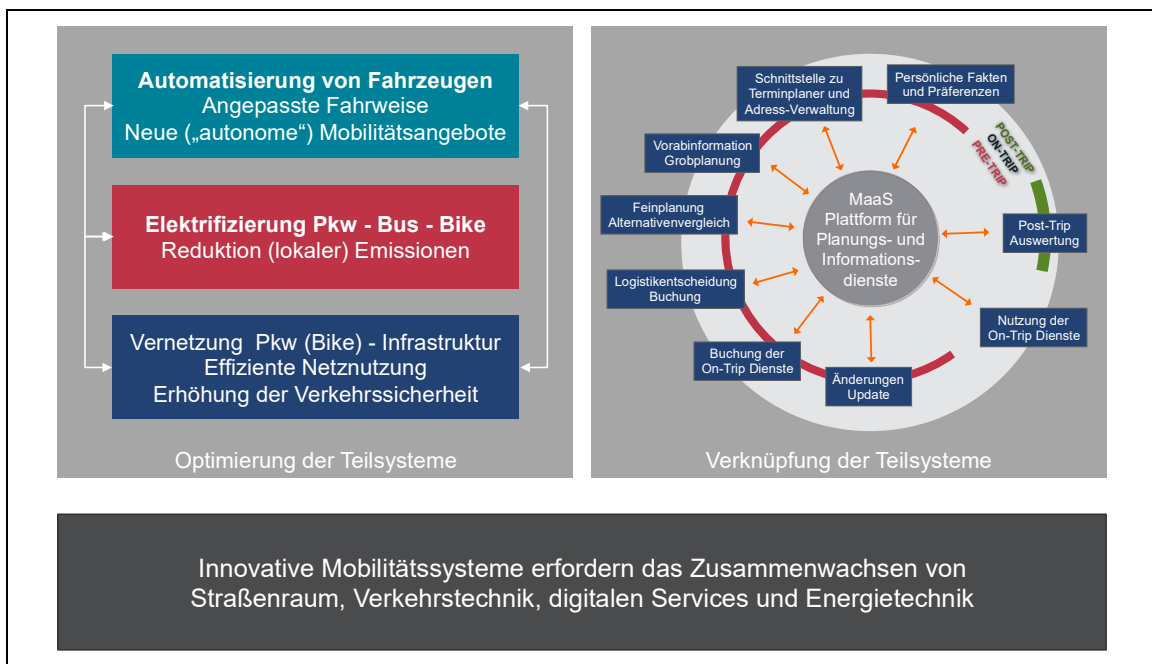 Automatisierung von Fahrzeugen
Angepasste Fahrweise
Neue („autonome“) Mobilitätsangebote
Elektrifizierung Pkw - Bus - Bike
Reduktion (lokaler) Emissionen
Vernetzung Pkw (Bike) - Infrastruktur
Effiziente Netznutzung
Erhöhung der Verkehrssicherheit
Optimierung der Teilsysteme
Schnittstelle zu
Terminplaner und
Adress-Verwaltung
Persönliche Fakten
und Präferenzen
POST-TRIP
ON-TRIP
PRE-TRIP
Vorabinformation
Grobplanung
Feinplanung
Alternativenvergleich
MaaS
Plattform für
Planungs- und
Informations-
dienste
Post-Trip
Auswertung
Logistikentscheidung
Buchung
Nutzung der
On-Trip Dienste
Buchung der
On-Trip Dienste
Änderungen
Update
Verknüpfung der Teilsysteme
Innovative Mobilitätssysteme erfordern das Zusammenwachsen von
Straßenraum, Verkehrstechnik, digitalen Services und Energietechnik